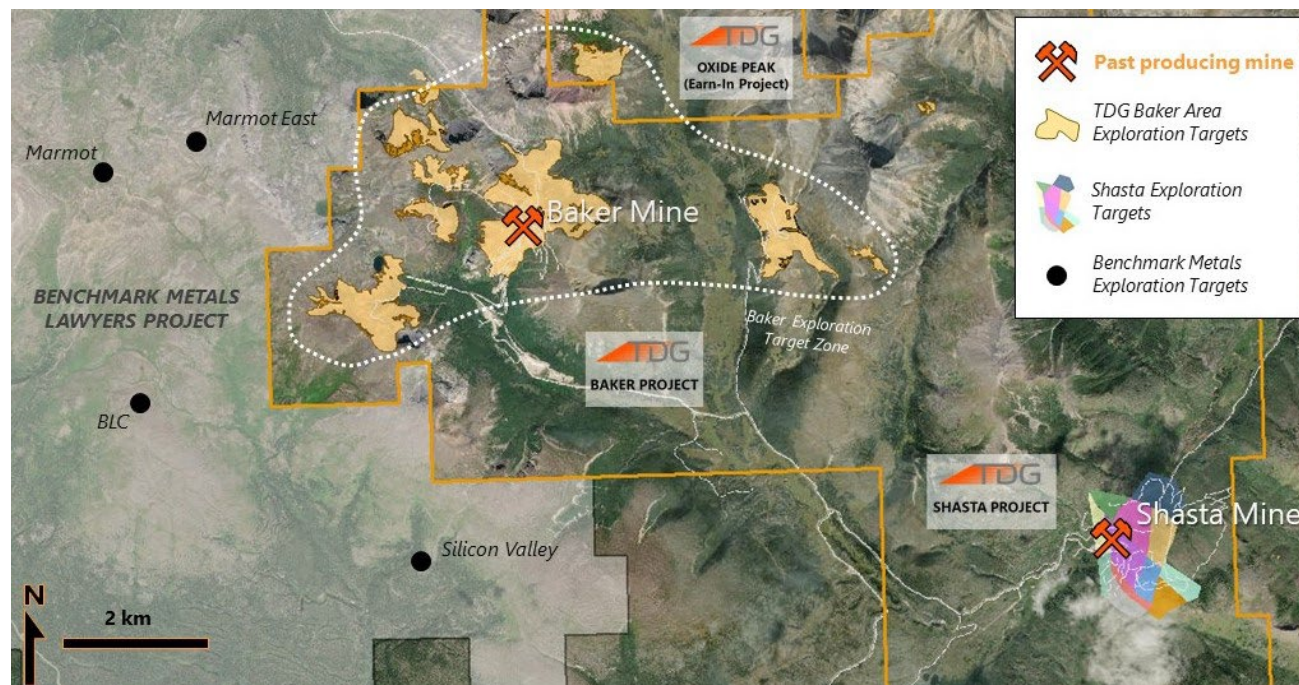 TDG
OXIDE PEAK
(Earn-In Project)
Past producing mine
TDG Baker Area
Exploration Targets
Shasta Exploration
Targets
Benchmark Metals
Exploration Targets
Marmot East
Marmot
Baker Mine
BENCHMARK METALS
LAWYERS PROJECT
Baker Exploration
Target Zone
TDG
BAKER PROJECT
BLC
TDG
SHASTA PROJECT
Shasta Mine
Silicon Valley
N
2 km